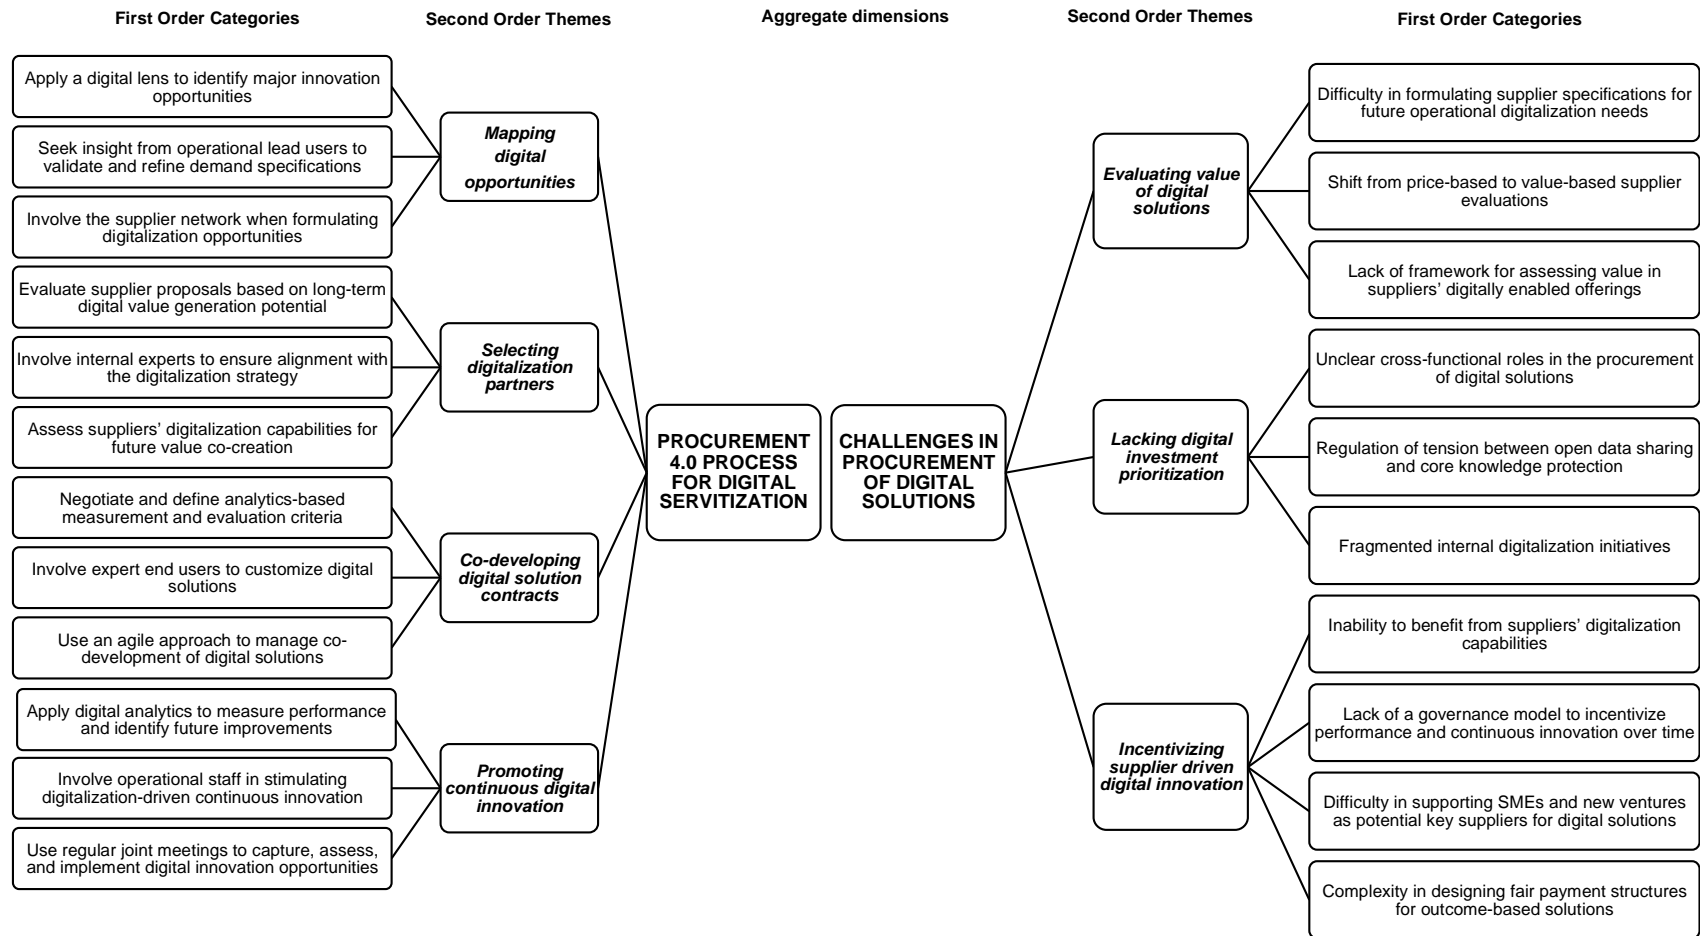 First Order Categories
Second Order Themes
Aggregate dimensions
Second Order Themes
First Order Categories
Apply a digital lens to identify major innovation
opportunities
Seek insight from operational lead users to
validate and refine demand specifications
Involve the supplier network when formulating
digitalization opportunities
Mapping
digital
opportunities
Evaluate supplier proposals based on long-term
digital value generation potential
Involve internal experts to ensure alignment with
the digitalization strategy
Assess suppliers’ digitalization capabilities for
future value co-creation
Selecting
digitalization
partners
Negotiate and define analytics-based
measurement and evaluation criteria
Involve expert end users to customize digital
solutions
Use an agile approach to manage co-
development of digital solutions
Co-developing
digital solution
contracts
Apply digital analytics to measure performance
and identify future improvements
Involve operational staff in stimulating
digitalization-driven continuous innovation
Use regular joint meetings to capture, assess,
and implement digital innovation opportunities
Promoting
continuous digital
innovation
PROCUREMENT
4.0 PROCESS
FOR DIGITAL
SERVITIZATION
CHALLENGES IN
PROCUREMENT
OF DIGITAL
SOLUTIONS
Evaluating value
of digital
solutions
Difficulty in formulating supplier specifications for
future operational digitalization needs
Shift from price-based to value-based supplier
evaluations
Lack of framework for assessing value in
suppliers’ digitally enabled offerings
Lacking digital
investment
prioritization
Unclear cross-functional roles in the procurement
of digital solutions
Regulation of tension between open data sharing
and core knowledge protection
Fragmented internal digitalization initiatives
Incentivizing
supplier driven
digital innovation
Inability to benefit from suppliers’ digitalization
capabilities
Lack of a governance model to incentivize
performance and continuous innovation over time
Difficulty in supporting SMEs and new ventures
as potential key suppliers for digital solutions
Complexity in designing fair payment structures
for outcome-based solutions